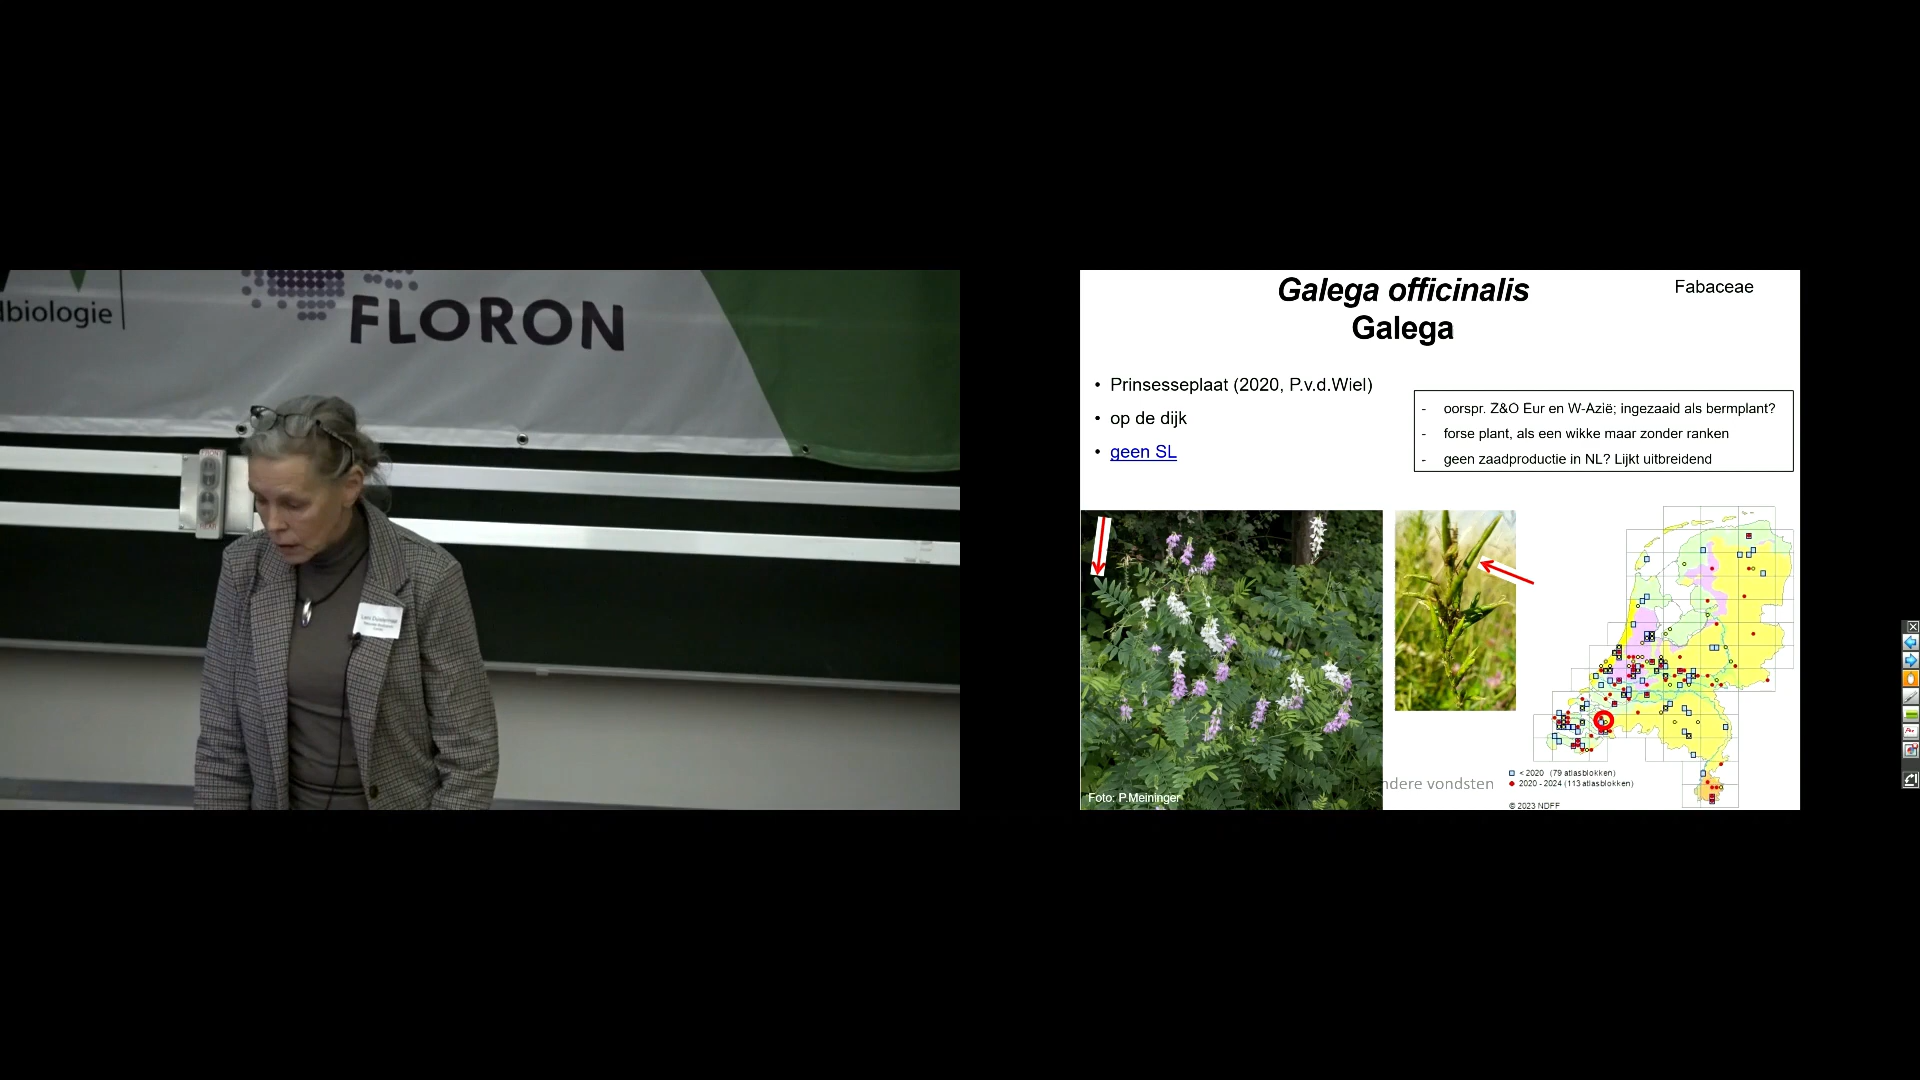 dbiologie
FLORON
Galega officinalis
Galega
Fabaceae
• Prinsesseplaat (2020, P.v.d.Wiel)
• op de dijk
• geen SL
- oorspr. Z&O Eur en W-Azië; ingezaaid als bermplant?
- forse plant, als een wikke maar zonder ranken
- geen zaadproductie in NL? Lijkt uitbreidend
Foto: P.Meininger
ndere vondsten
< 2020 (79 atlasblokken)
2020 - 2024 (113 atlasblokken)
© 2023 NDFF